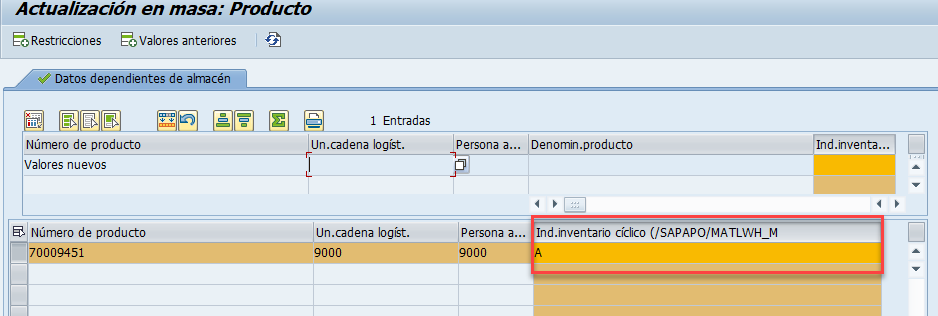 Actualización en masa: Producto
Restricciones Valores anteriores
Datos dependientes de almacén
1 Entradas
Número de producto Un.cadena logíst. Persona a... Denomin.producto Ind.inventa...
Valores nuevos
Número de producto Un.cadena logíst. Persona a... Ind.inventario cíclico (/SAPAPO/MATLWH_M
70009451 9000 9000 A